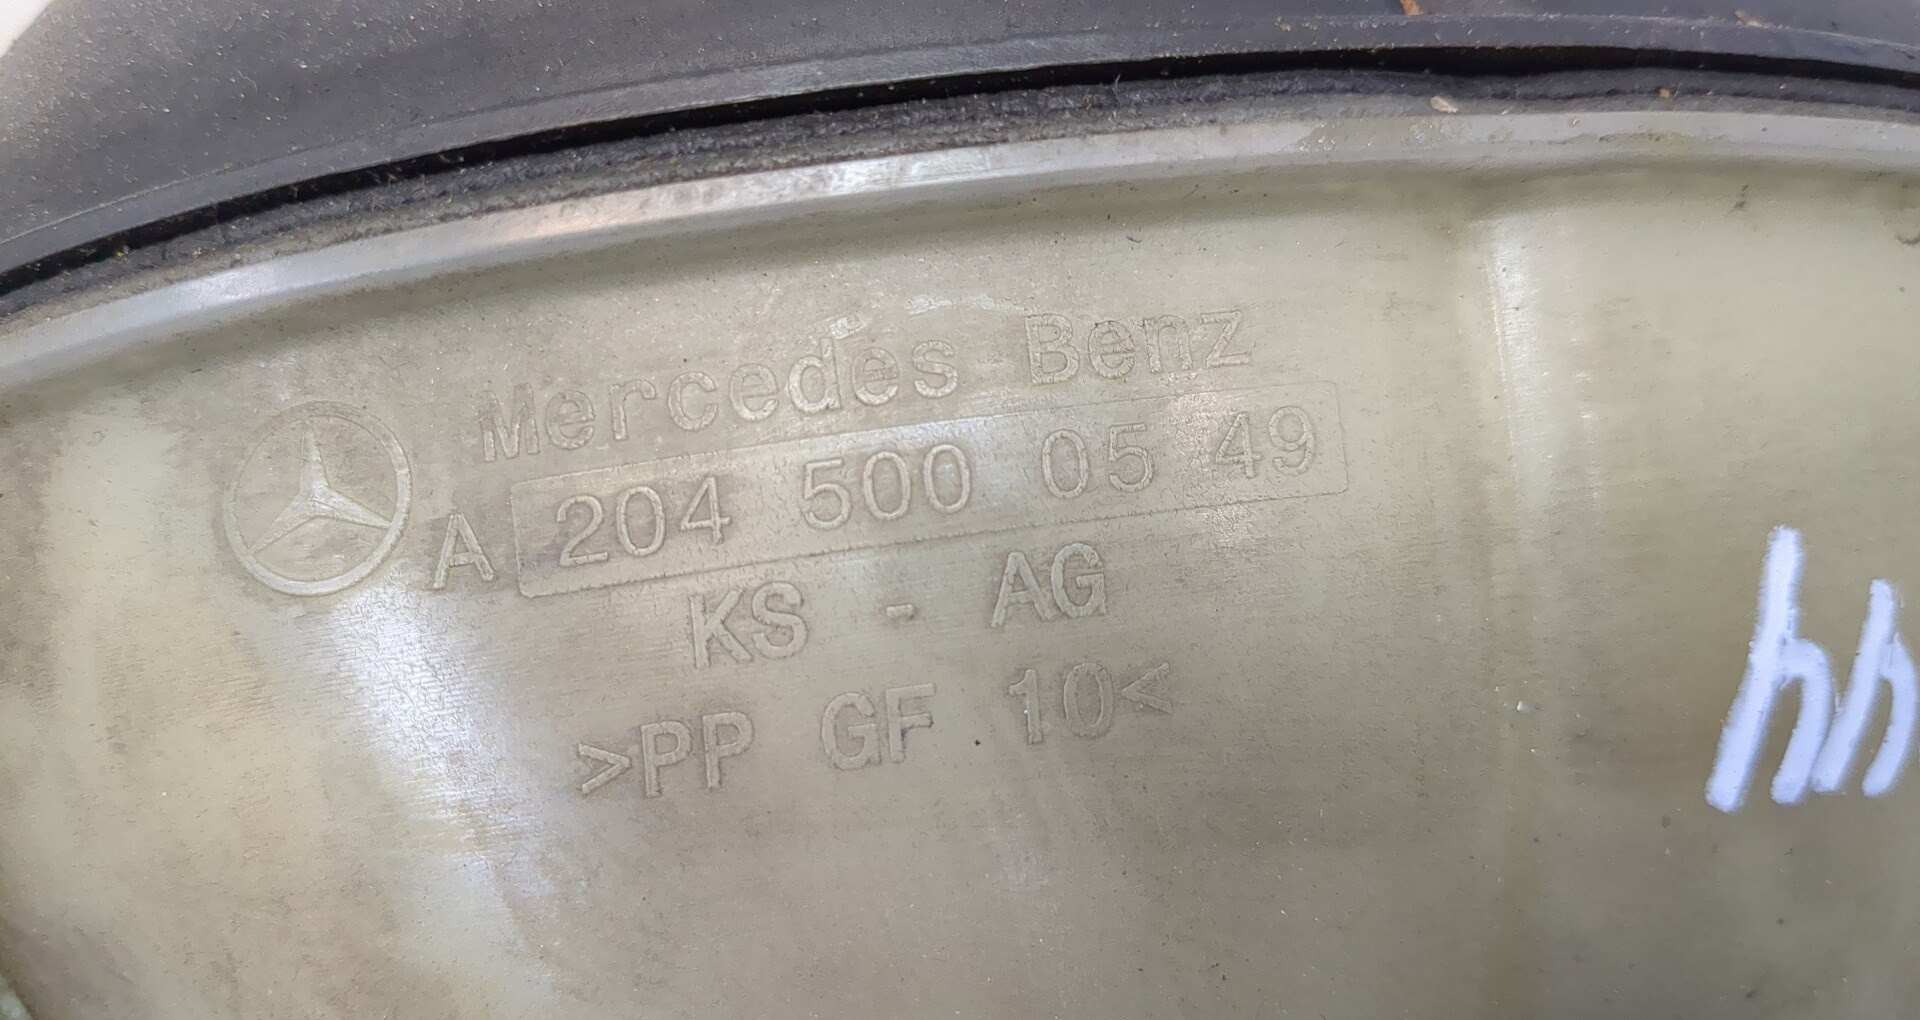 Mercedes Benz
A 204 500 05 49
KS - AG
>PP GF 10<